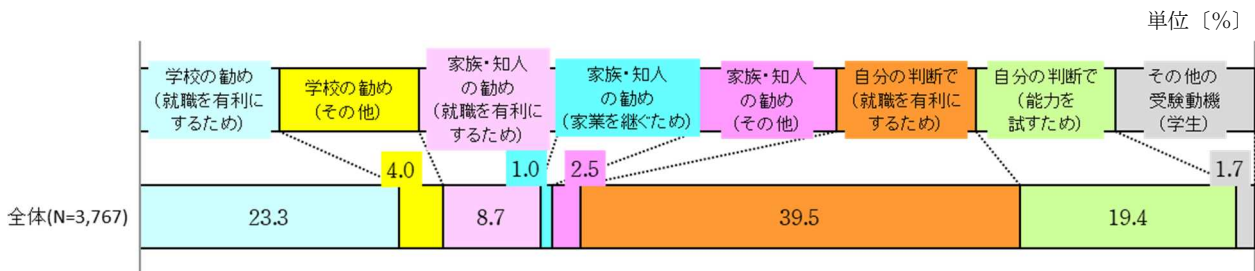 単位〔%〕
学校の勧め
(就職を有利に
するため)
学校の勧め
(その他)
家族・知人
の勧め
(就職を有利に
するため)
家族・知人
の勧め
(家業を継ぐため)
家族・知人
の勧め
(その他)
自分の判断で
(就職を有利に
するため)
自分の判断で
(能力を
試すため)
その他の
受験動機
(学生)
4.0
1.0
2.5
1.7
全体(N=3,767)
23.3
8.7
39.5
19.4